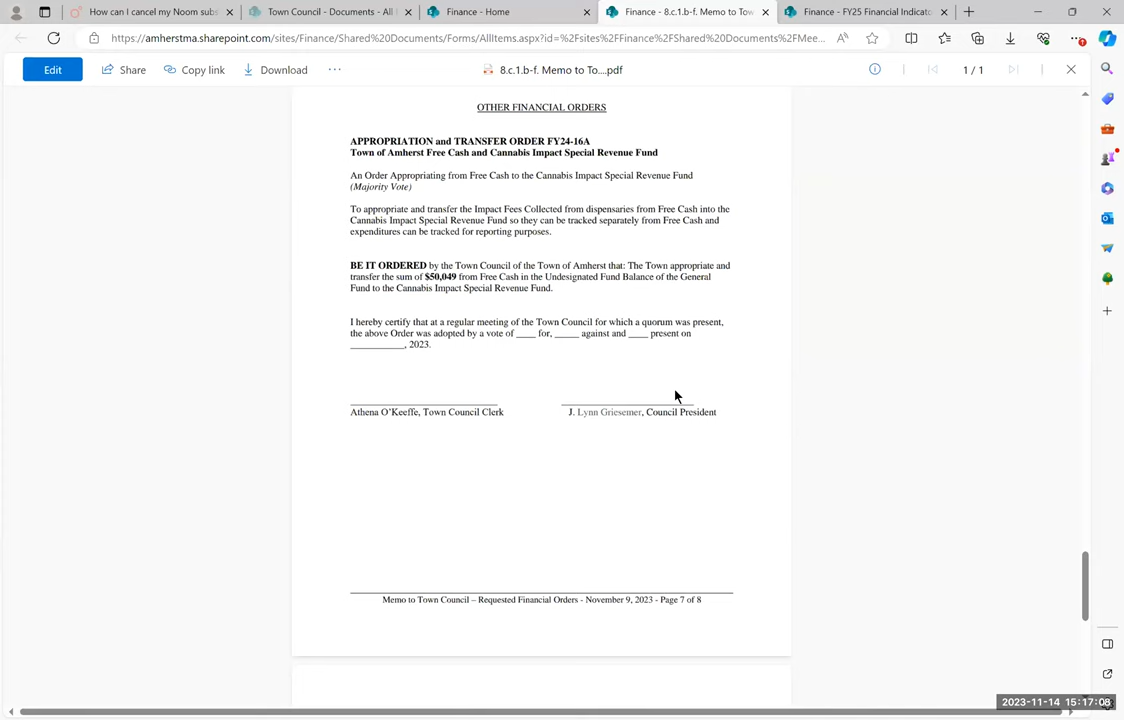 How can I cancel my Noom subs
Town Council - Documents - All
Finance - Home
Finance - 8.c.1.b-f. Memo to Tow
Finance - FY25 Financial Indicato
https://amherstma.sharepoint.com/sites/Finance/Shared%20Documents/Forms/AllItems.aspx?id=%2Fsites%2FFinance%2FShared%20Documents%2FMee...
Edit
Share
Copy link
Download
8.c.1.b-f. Memo to To....pdf
1 / 1
OTHER FINANCIAL ORDERS
APPROPRIATION and TRANSFER ORDER FY24-16A
Town of Amherst Free Cash and Cannabis Impact Special Revenue Fund
An Order Appropriating from Free Cash to the Cannabis Impact Special Revenue Fund
(Majority Vote)
To appropriate and transfer the Impact Fees Collected from dispensaries from Free Cash into the
Cannabis Impact Special Revenue Fund so they can be tracked separately from Free Cash and
expenditures can be tracked for reporting purposes.
BE IT ORDERED by the Town Council of the Town of Amherst that: The Town appropriate and
transfer the sum of $50,049 from Free Cash in the Undesignated Fund Balance of the General
Fund to the Cannabis Impact Special Revenue Fund.
I hereby certify that at a regular meeting of the Town Council for which a quorum was present,
the above Order was adopted by a vote of ____ for, _____ against and ____ present on
___________, 2023.
Athena O'Keeffe, Town Council Clerk
J. Lynn Griesemer, Council President
Memo to Town Council – Requested Financial Orders - November 9, 2023 - Page 7 of 8
2023-11-14 15:17:08